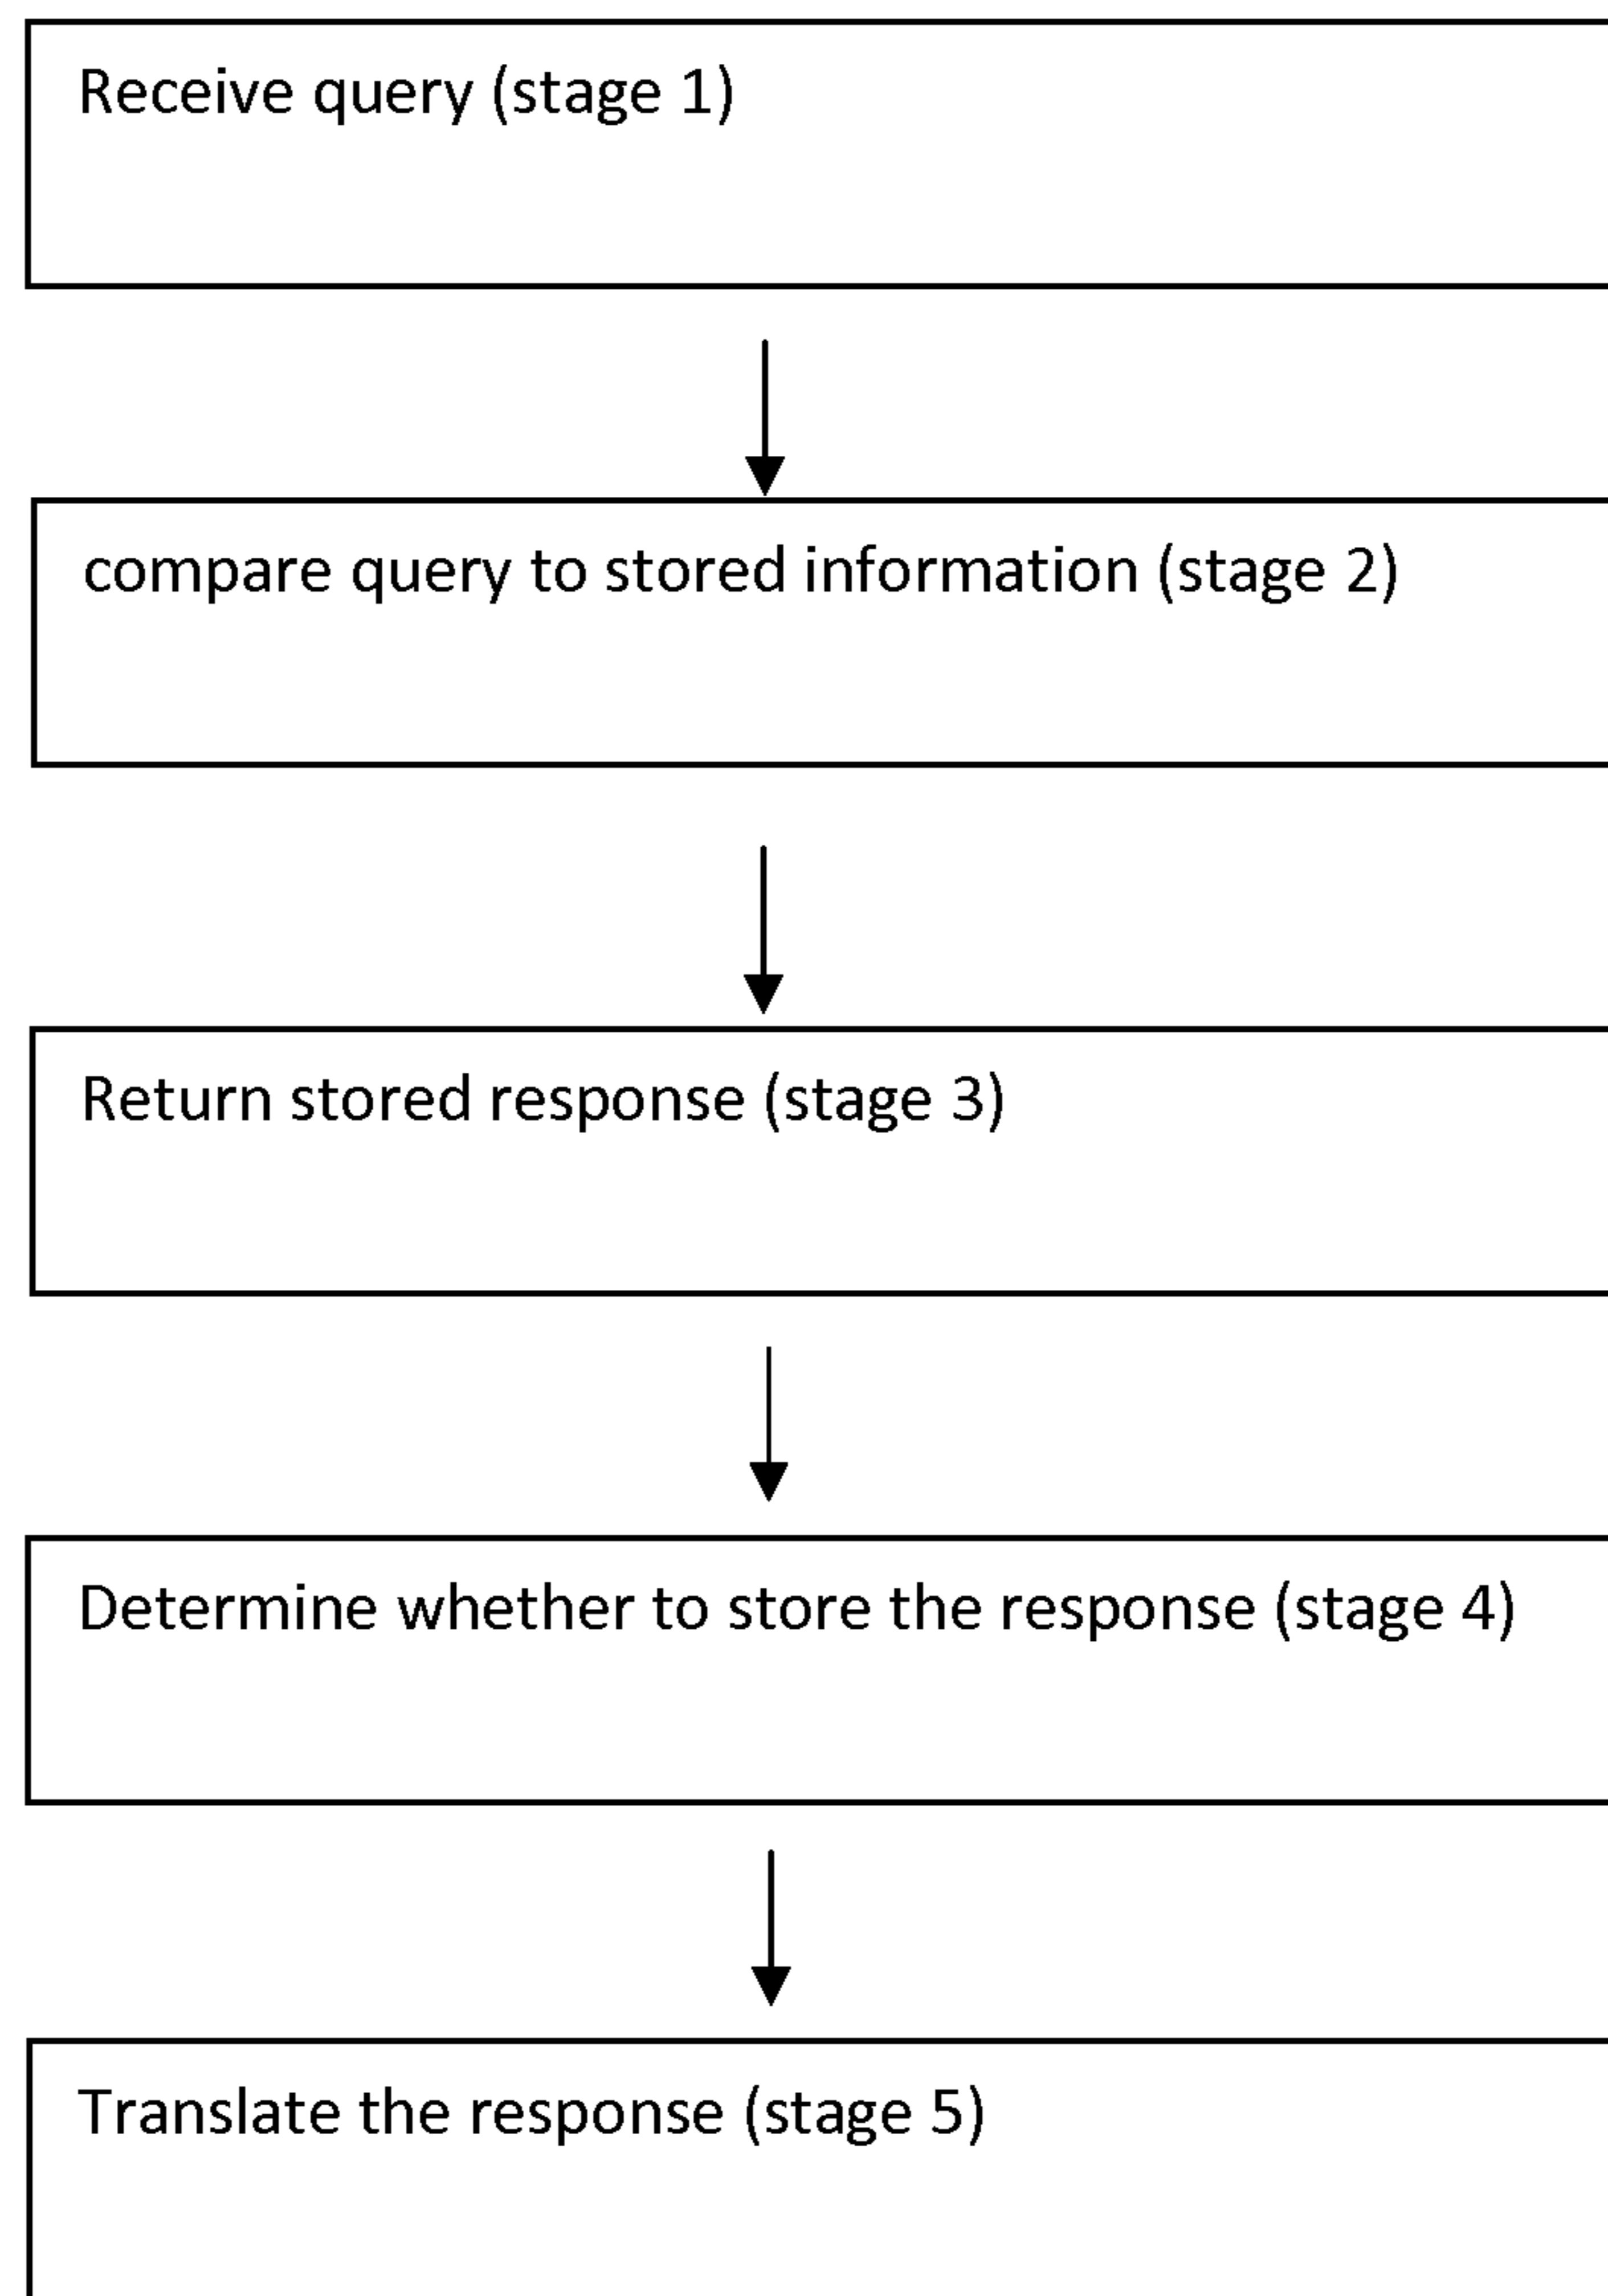 Receive query (stage 1)
compare query to stored information (stage 2)
Return stored response (stage 3)
Determine whether to store the response (stage 4)
Translate the response (stage 5)